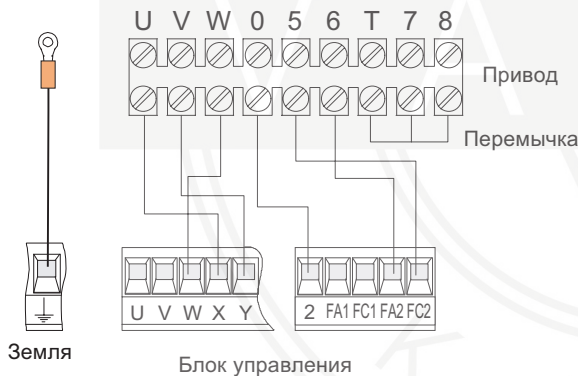 U V W 0 5 6 T 7 8
Привод
Перемычка
U V W X Y
2 FA1 FC1 FA2 FC2
Земля
Блок управления